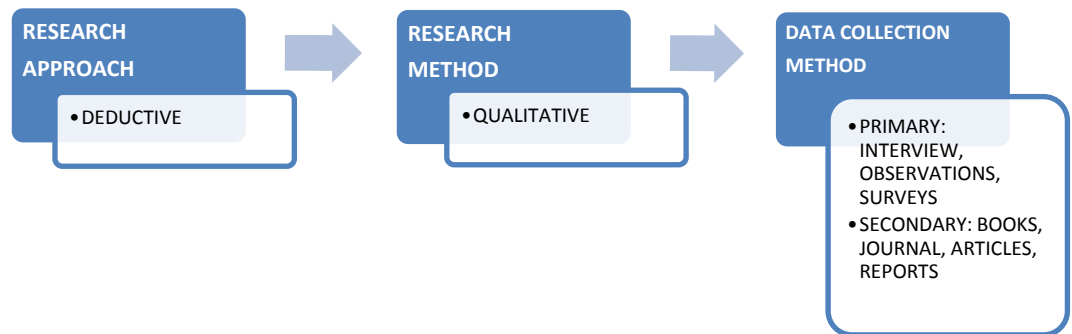 RESEARCH
APPROACH
•DEDUCTIVE
RESEARCH
METHOD
•QUALITATIVE
DATA COLLECTION
METHOD
•PRIMARY:
INTERVIEW,
OBSERVATIONS,
SURVEYS
•SECONDARY: BOOKS,
JOURNAL, ARTICLES,
REPORTS